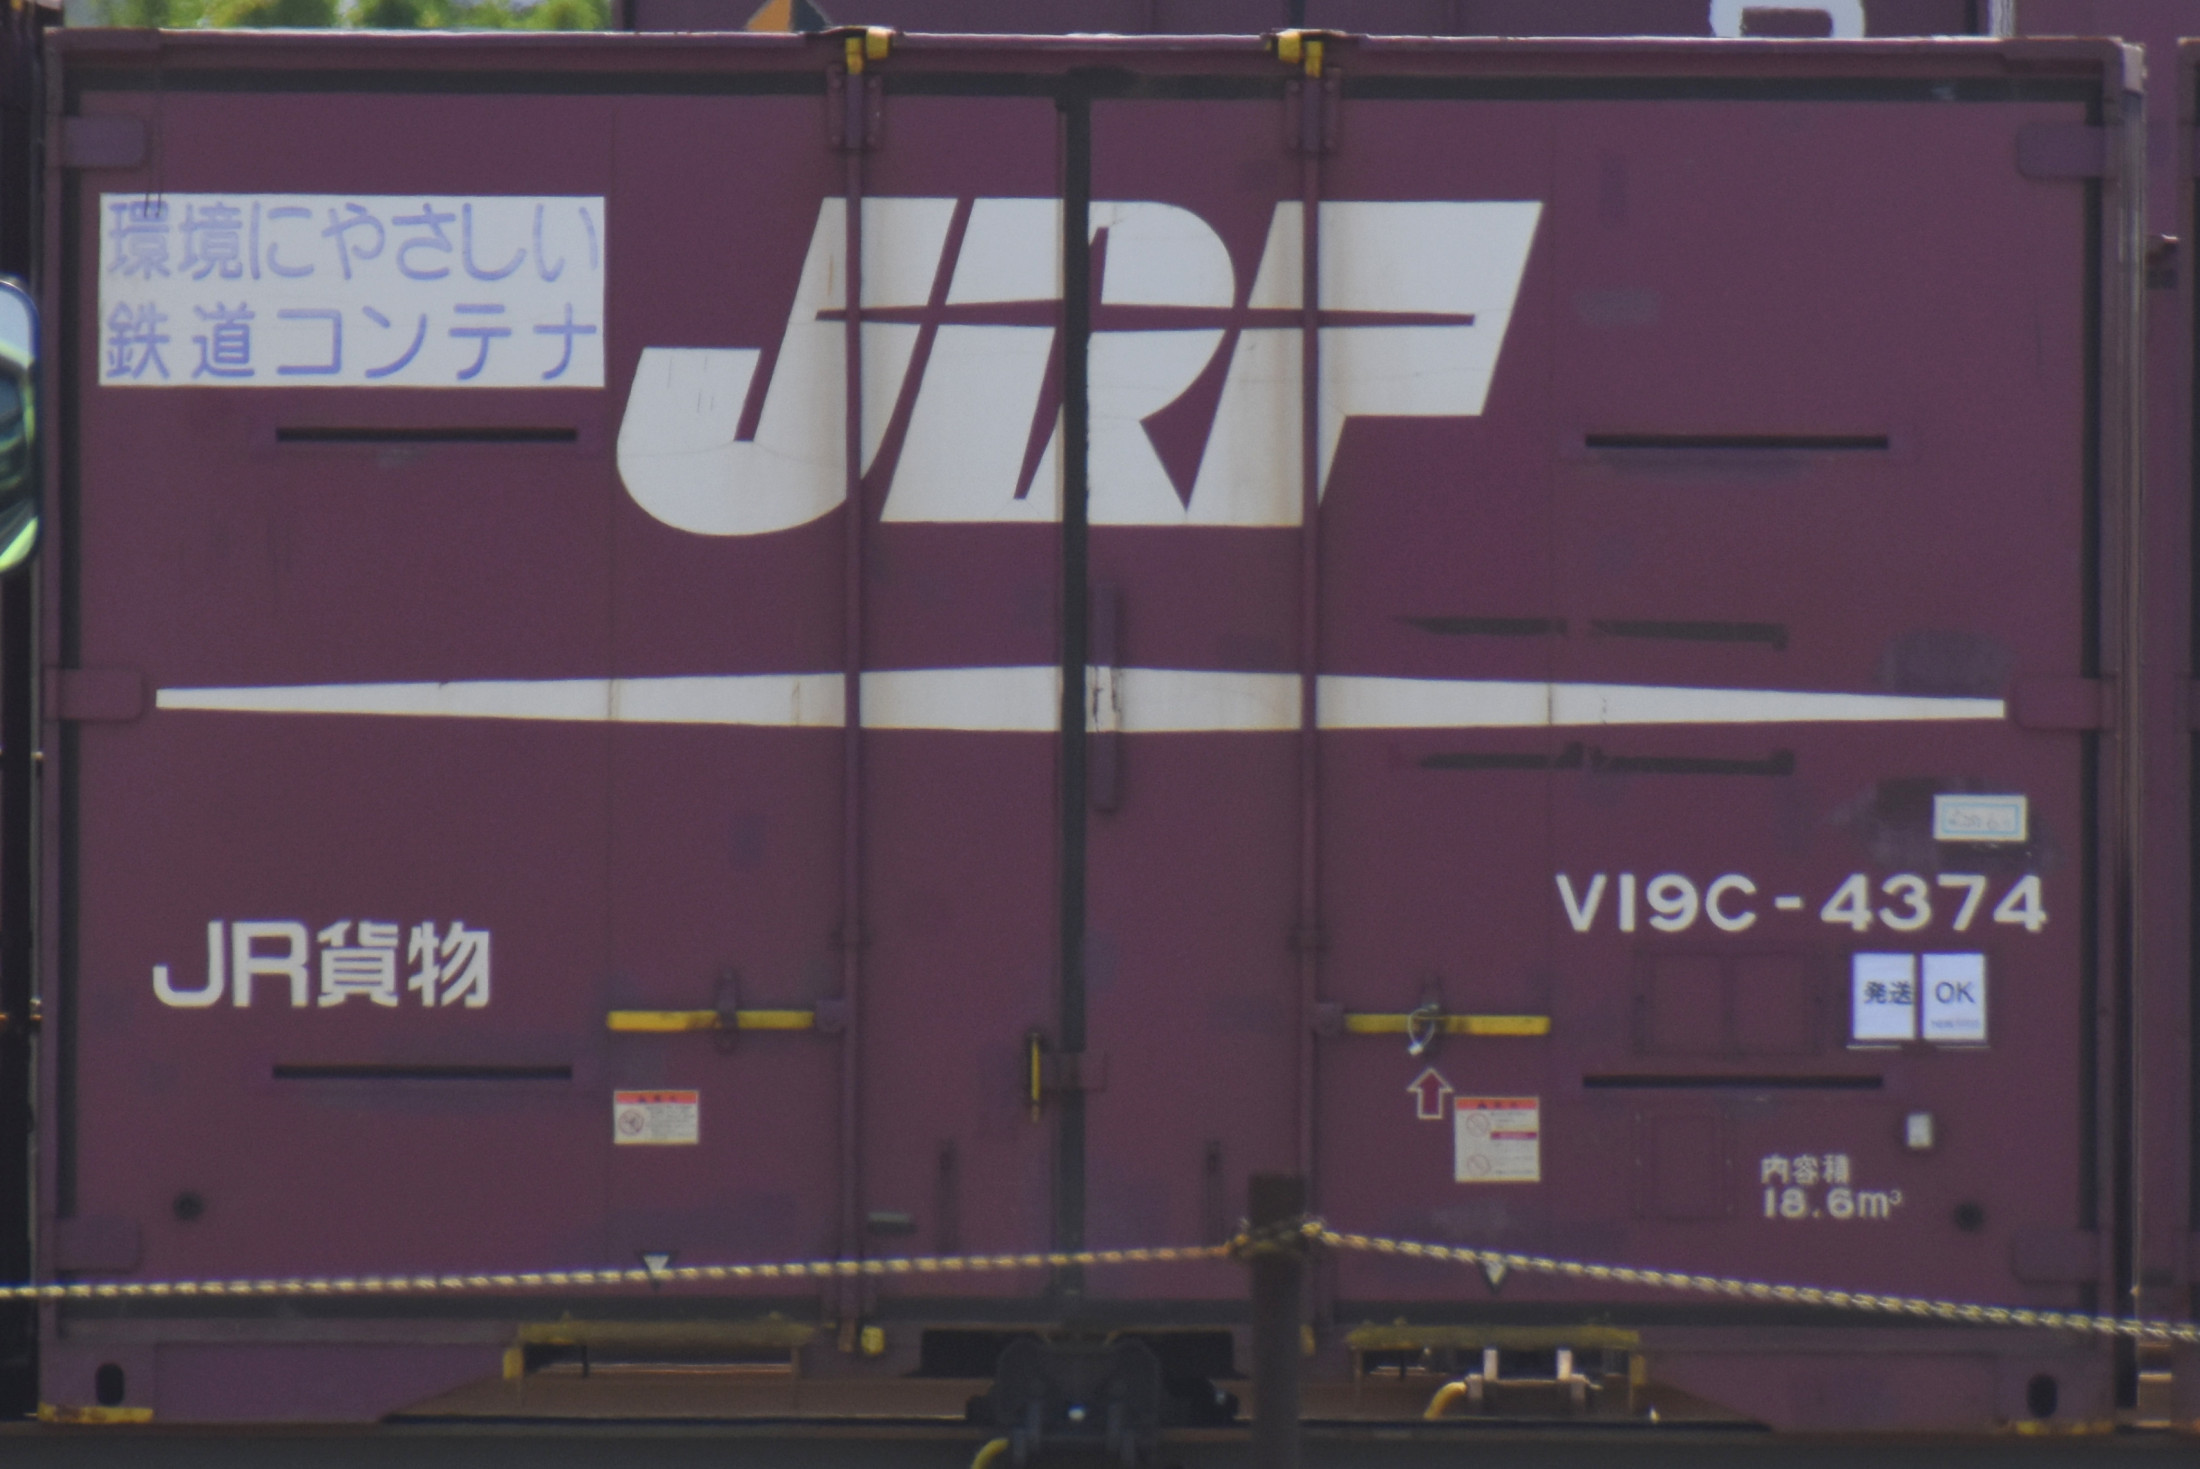 環境にやさしい
鉄道コンテナ
JRF
V19C-4374
JR貨物
発送 OK
内容積
18.6m³